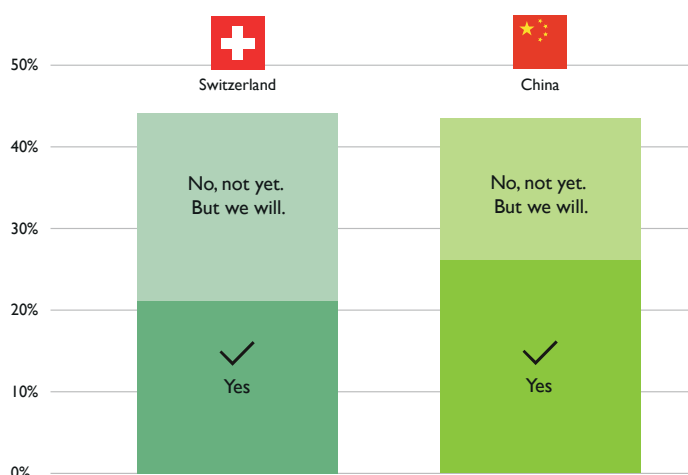 50%
Switzerland
China
40%
No, not yet.
But we will.
No, not yet.
But we will.
30%
20%
Yes
Yes
10%
0%